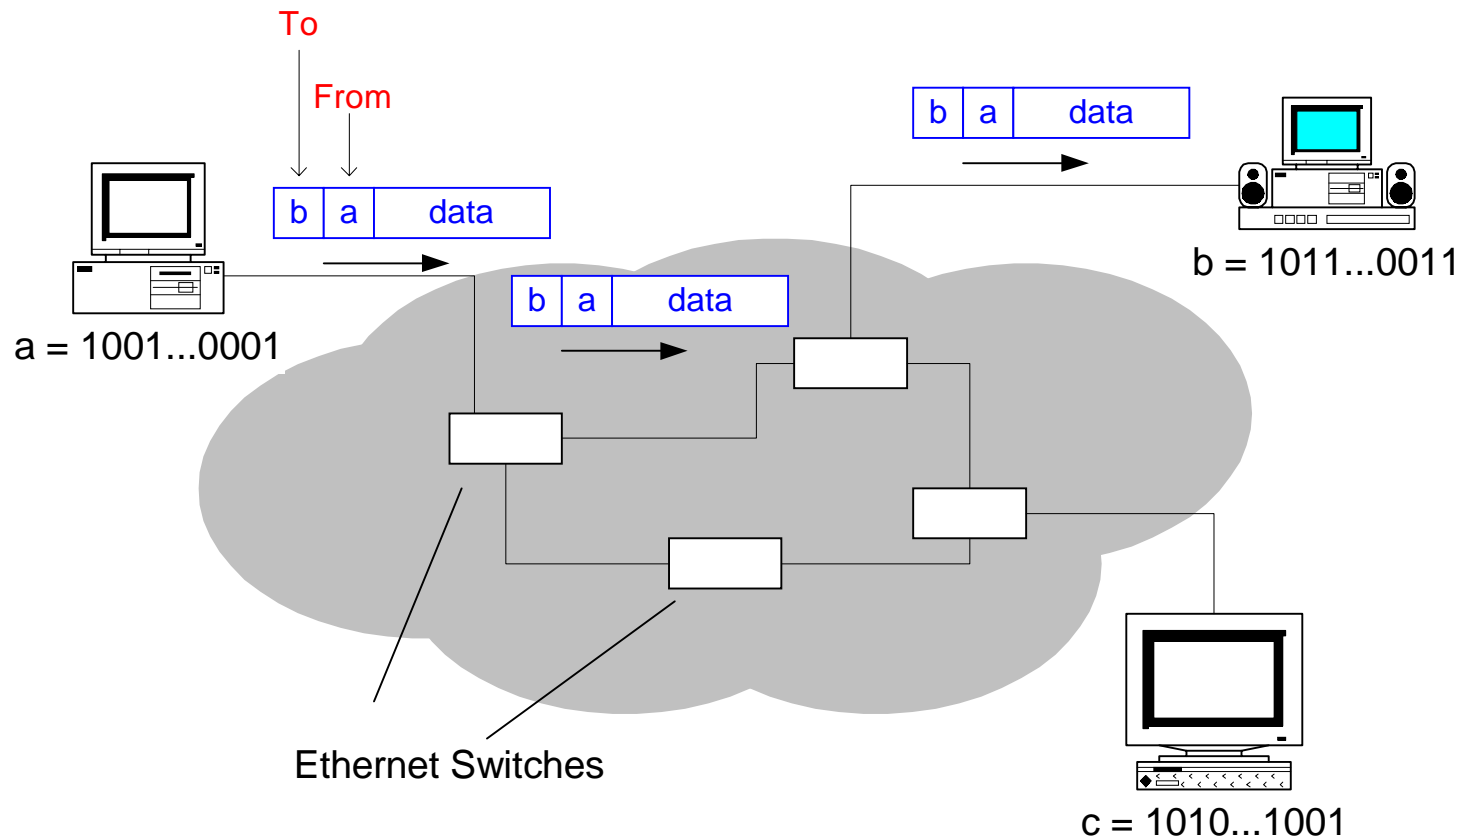 To
From
b a data
b a data
b = 1011...0011
b a data
a = 1001...0001
Ethernet Switches
c = 1010...1001